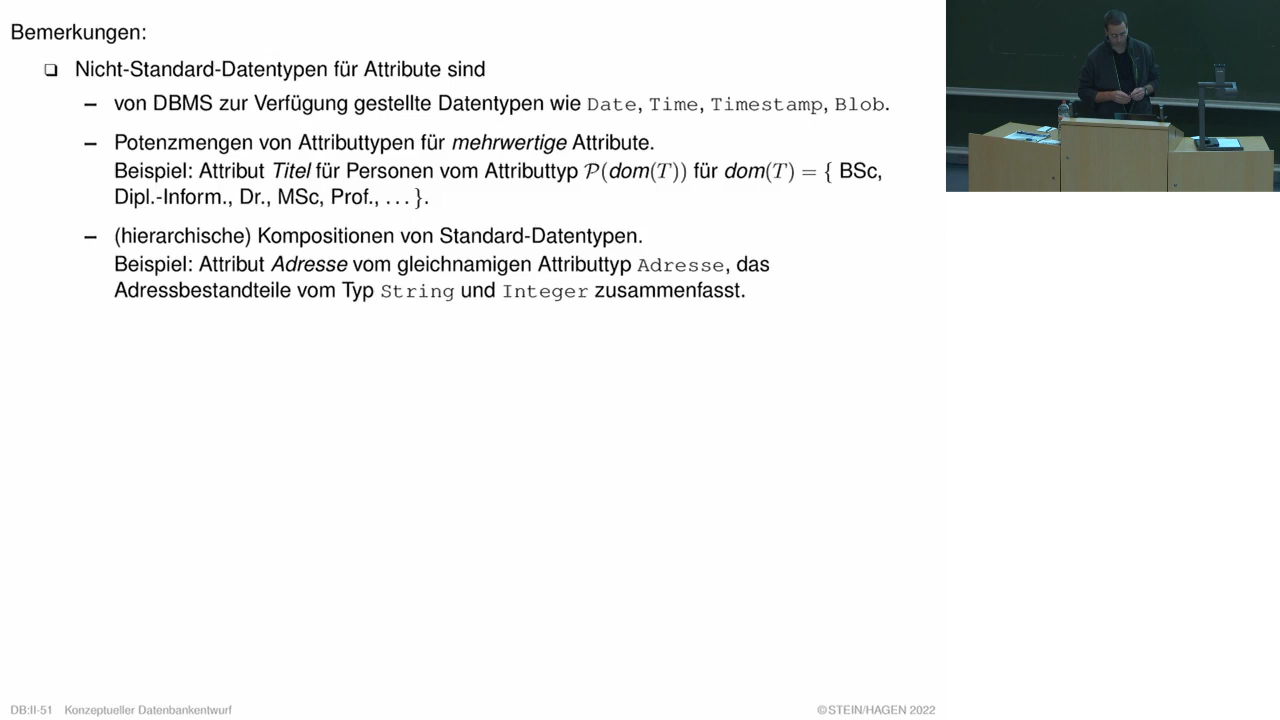 Bemerkungen:
❑ Nicht-Standard-Datentypen für Attribute sind
– von DBMS zur Verfügung gestellte Datentypen wie Date, Time, Timestamp, Blob.
– Potenzmengen von Attributtypen für mehrwertige Attribute.
Beispiel: Attribut Titel für Personen vom Attributtyp 𝒫(dom(T)) für dom(T) = { BSc,
Dipl.-Inform., Dr., MSc, Prof., ... }.
– (hierarchische) Kompositionen von Standard-Datentypen.
Beispiel: Attribut Adresse vom gleichnamigen Attributtyp Adresse, das
Adressbestandteile vom Typ String und Integer zusammenfasst.
DB:II-51 Konzeptueller Datenbankentwurf ©STEIN/HAGEN 2022